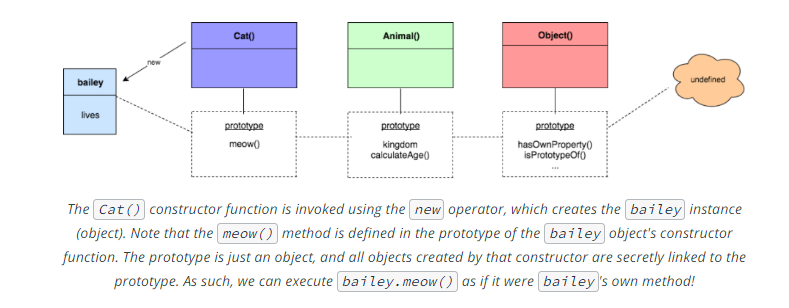 Cat()
Animal()
Object()
new
bailey
lives
undefined
prototype
meow()
prototype
kingdom
calculateAge()
prototype
hasOwnProperty()
isPrototypeOf()
...
The Cat() constructor function is invoked using the new operator, which creates the bailey instance
(object). Note that the meow() method is defined in the prototype of the bailey object's constructor
function. The prototype is just an object, and all objects created by that constructor are secretly linked to the
prototype. As such, we can execute bailey.meow() as if it were bailey's own method!